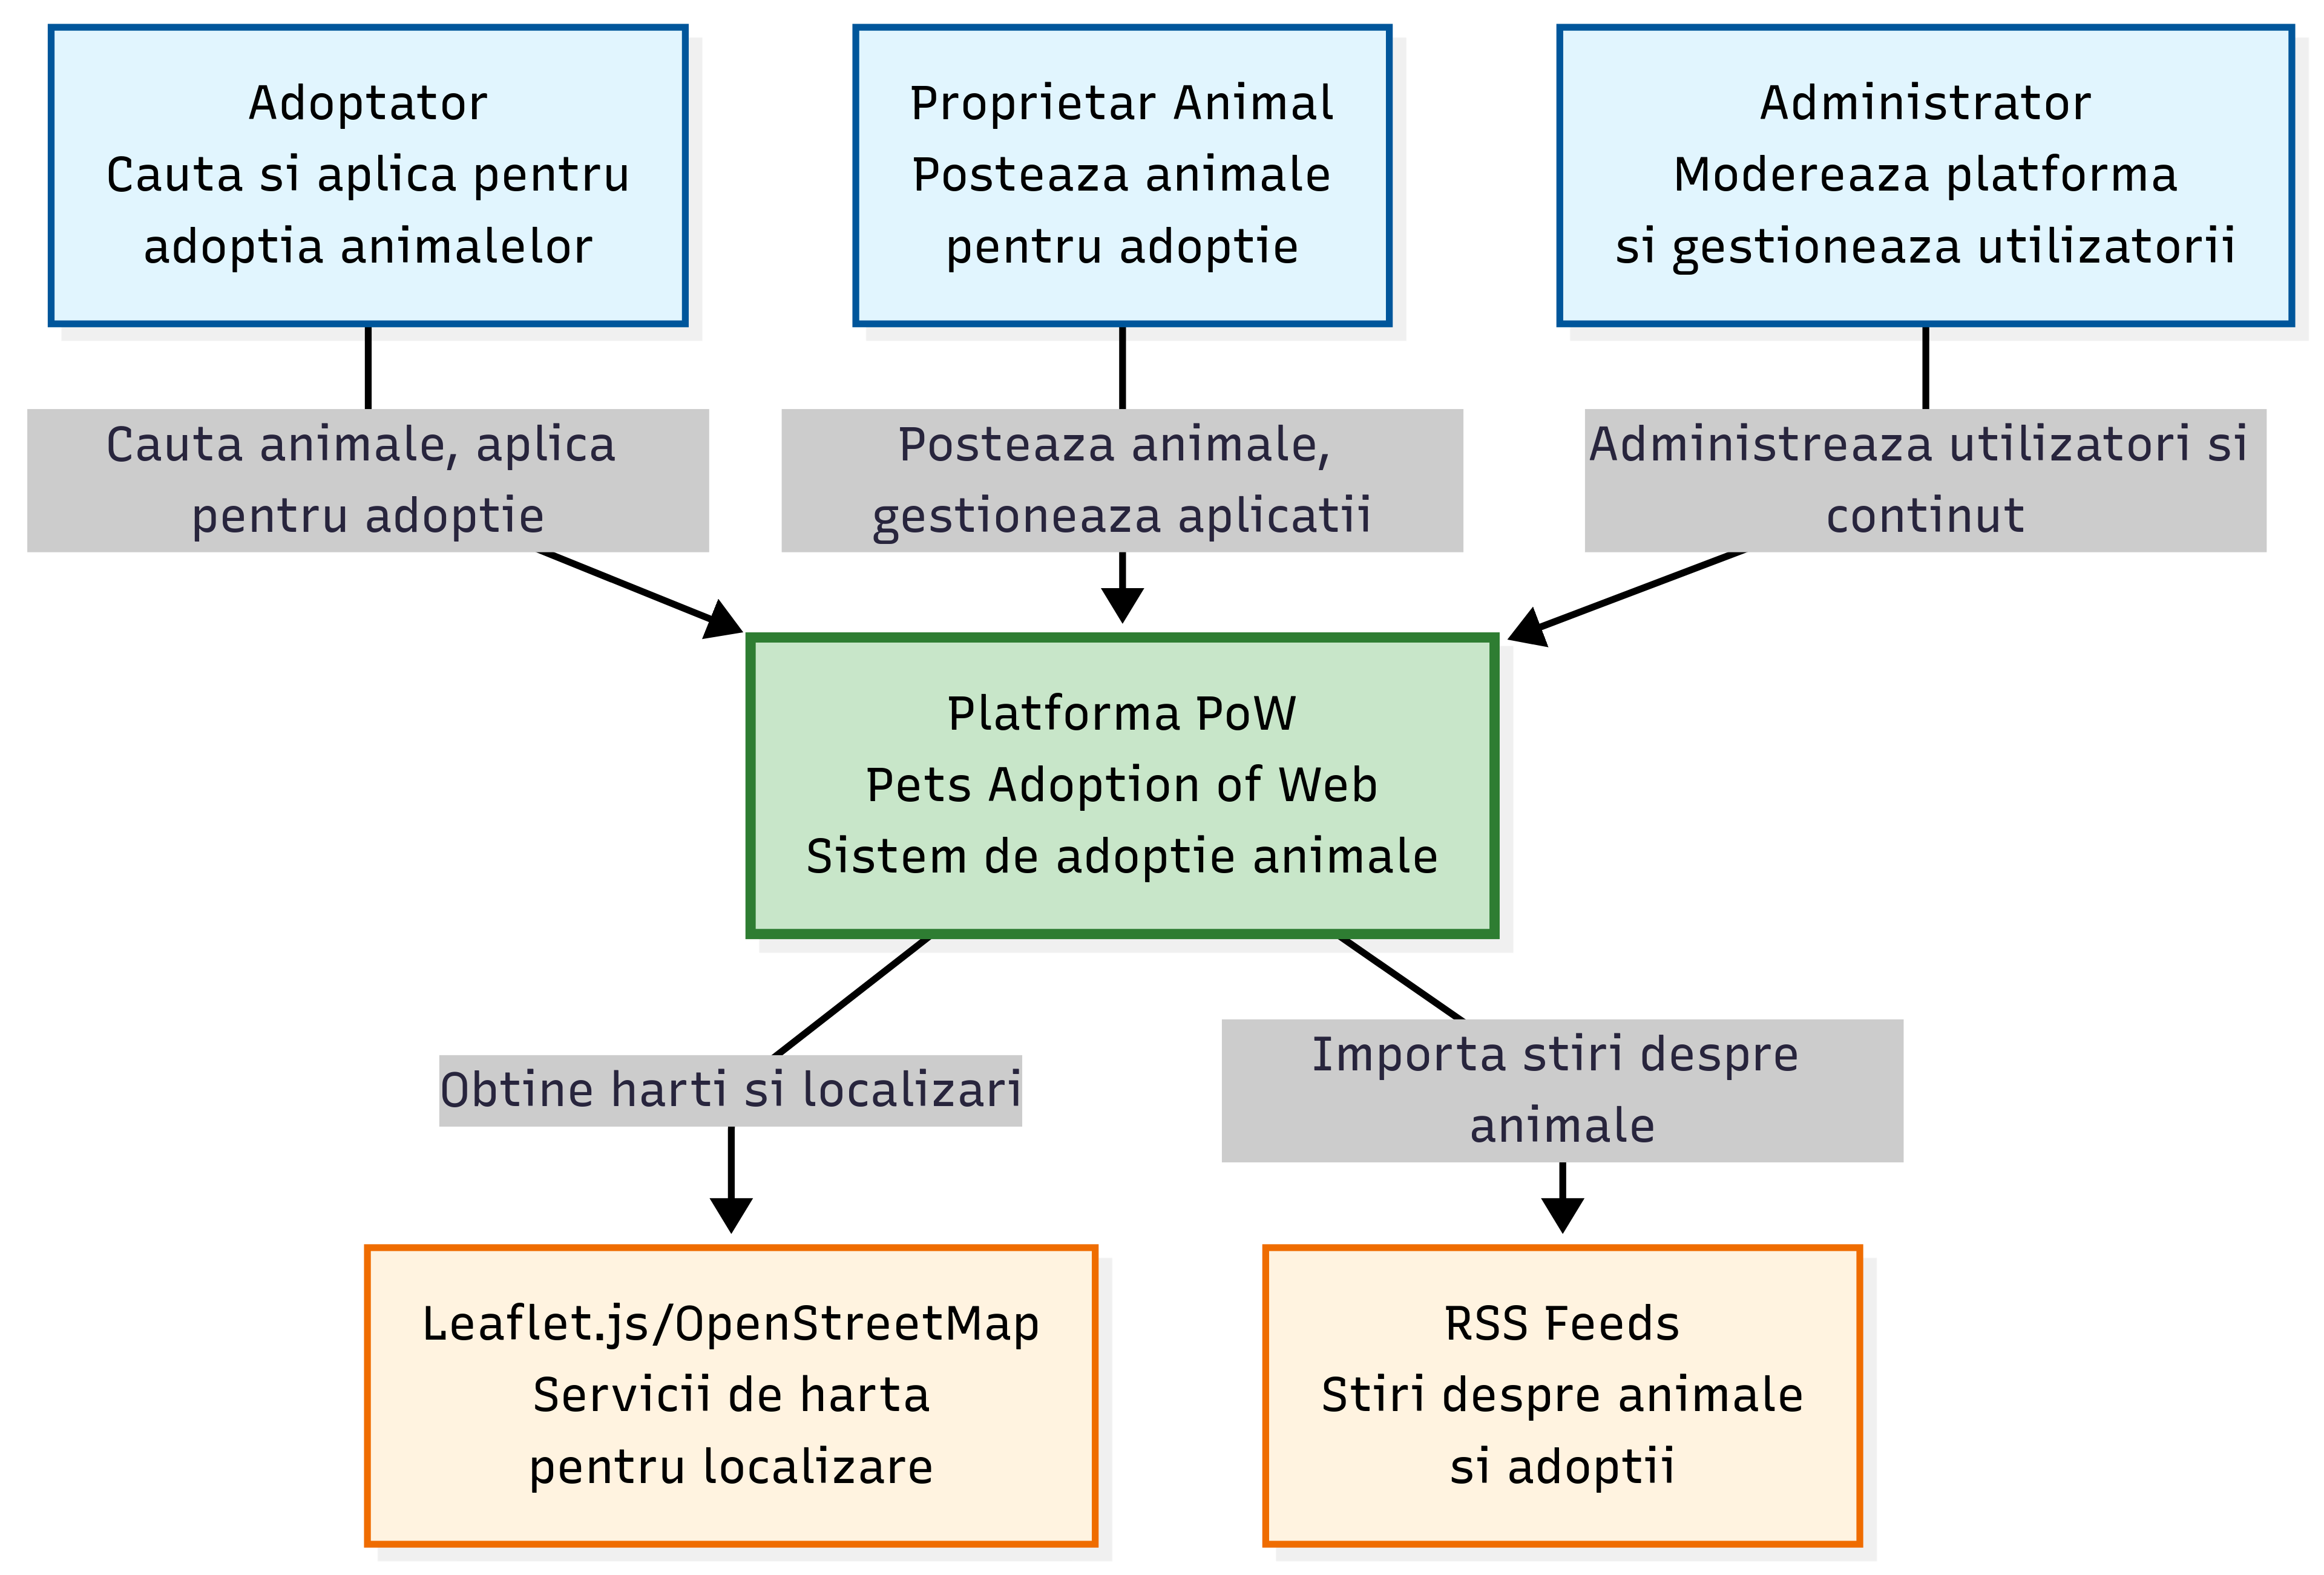 Adoptator
Cauta si aplica pentru
adoptia animalelor
Proprietar Animal
Posteaza animale
pentru adoptie
Administrator
Modereaza platforma
si gestioneaza utilizatorii
Cauta animale, aplica
pentru adoptie
Posteaza animale,
gestioneaza aplicatii
Administreaza utilizatori si
continut
Platforma PoW
Pets Adoption of Web
Sistem de adoptie animale
Obtine harti si localizari
Importa stiri despre
animale
Leaflet.js/OpenStreetMap
Servicii de harta
pentru localizare
RSS Feeds
Stiri despre animale
si adoptii